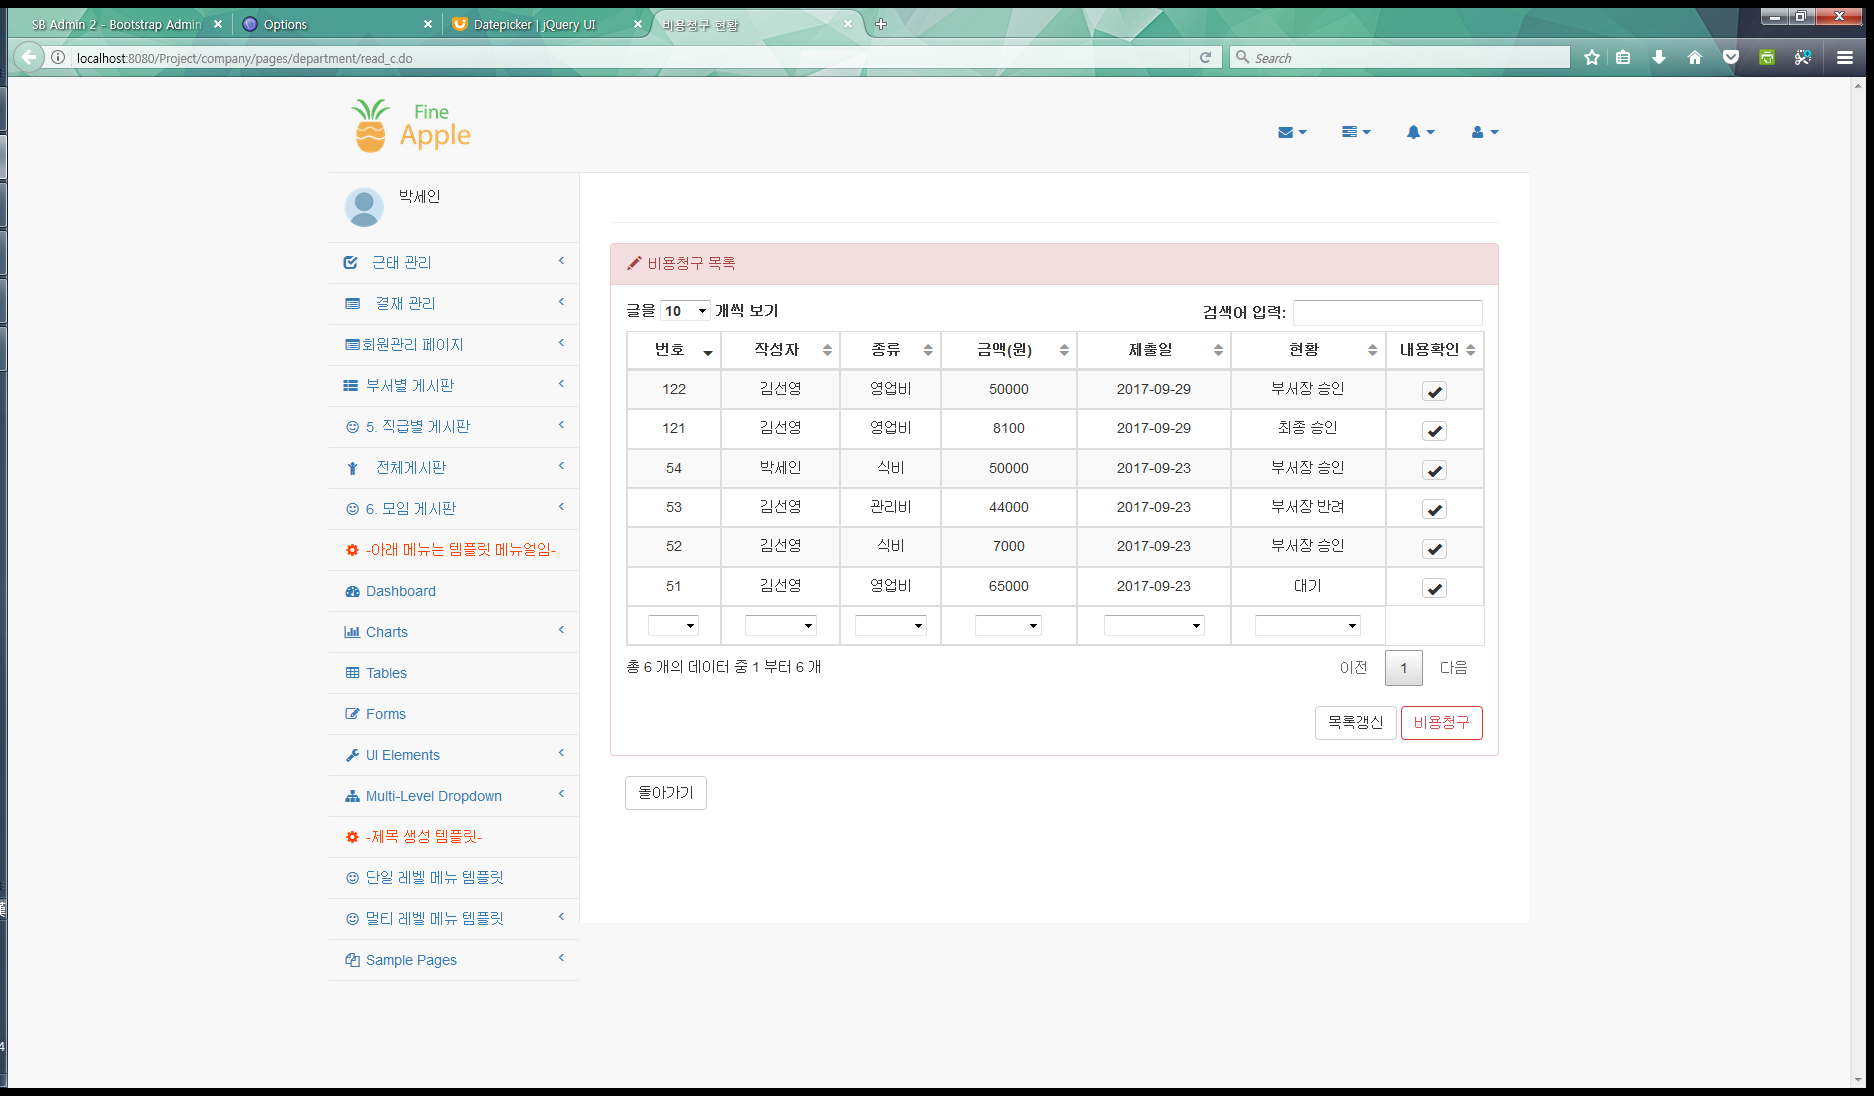 SB Admin 2 - Bootstrap Admin
Options
Datepicker | jQuery UI
비용청구 현황
localhost:8080/Project/company/pages/department/read_c.do
Search
Fine
Apple
박세인
근태 관리
결재 관리
회원관리 페이지
부서별 게시판
5. 직급별 게시판
전체게시판
6. 모임 게시판
-아래 메뉴는 템플릿 메뉴얼임-
Dashboard
Charts
Tables
Forms
UI Elements
Multi-Level Dropdown
-제목 생성 템플릿-
단일 레벨 메뉴 템플릿
멀티 레벨 메뉴 템플릿
Sample Pages
비용청구 목록
글을 10 개씩 보기
검색어 입력:
번호 작성자 종류 금액(원) 제출일 현황 내용확인
122 김선영 영업비 50000 2017-09-29 부서장 승인
121 김선영 영업비 8100 2017-09-29 최종 승인
54 박세인 식비 50000 2017-09-23 부서장 승인
53 김선영 관리비 44000 2017-09-23 부서장 반려
52 김선영 식비 7000 2017-09-23 부서장 승인
51 김선영 영업비 65000 2017-09-23 대기
총 6 개의 데이터 중 1 부터 6 개
이전 1 다음
목록갱신 비용청구
돌아가기